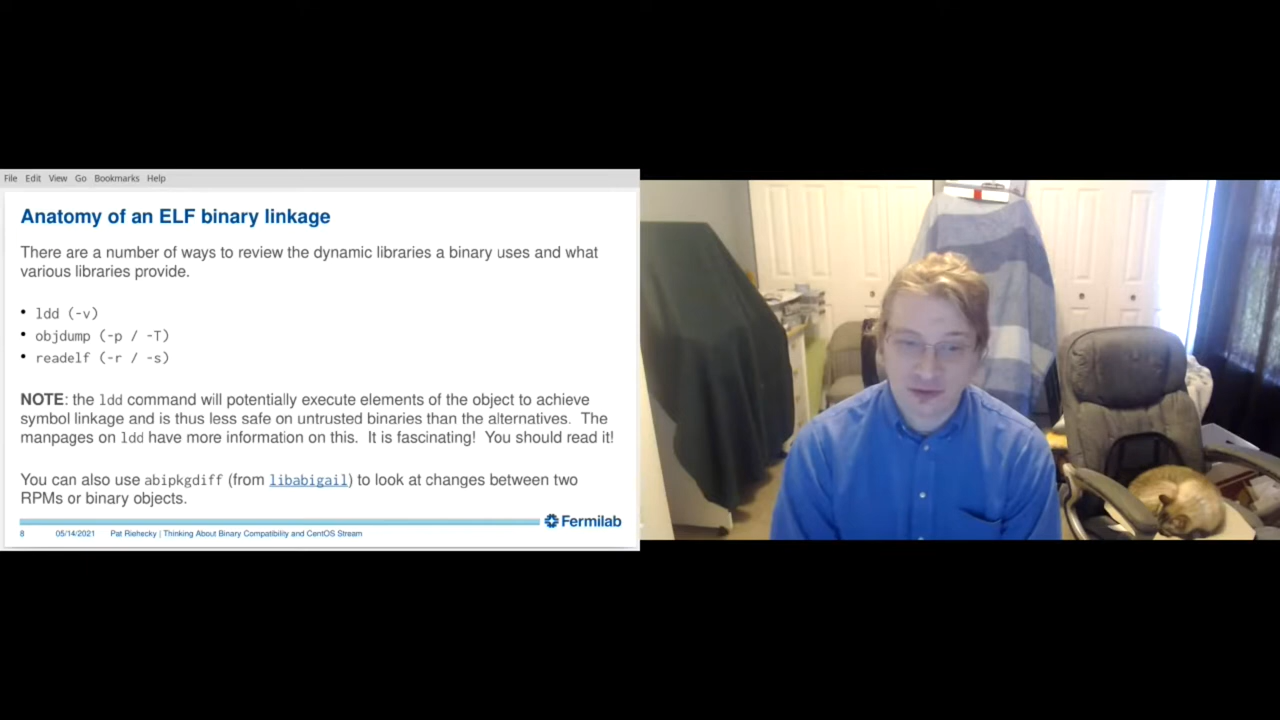 File Edit View Go Bookmarks Help
Anatomy of an ELF binary linkage
There are a number of ways to review the dynamic libraries a binary uses and what
various libraries provide.
• ldd (-v)
• objdump (-p / -T)
• readelf (-r / -s)
NOTE: the ldd command will potentially execute elements of the object to achieve
symbol linkage and is thus less safe on untrusted binaries than the alternatives. The
manpages on ldd have more information on this. It is fascinating! You should read it!
You can also use abipkgdiff (from libabigail) to look at changes between two
RPMs or binary objects.
Fermilab
8 05/14/2021 Pat Riehecky | Thinking About Binary Compatibility and CentOS Stream